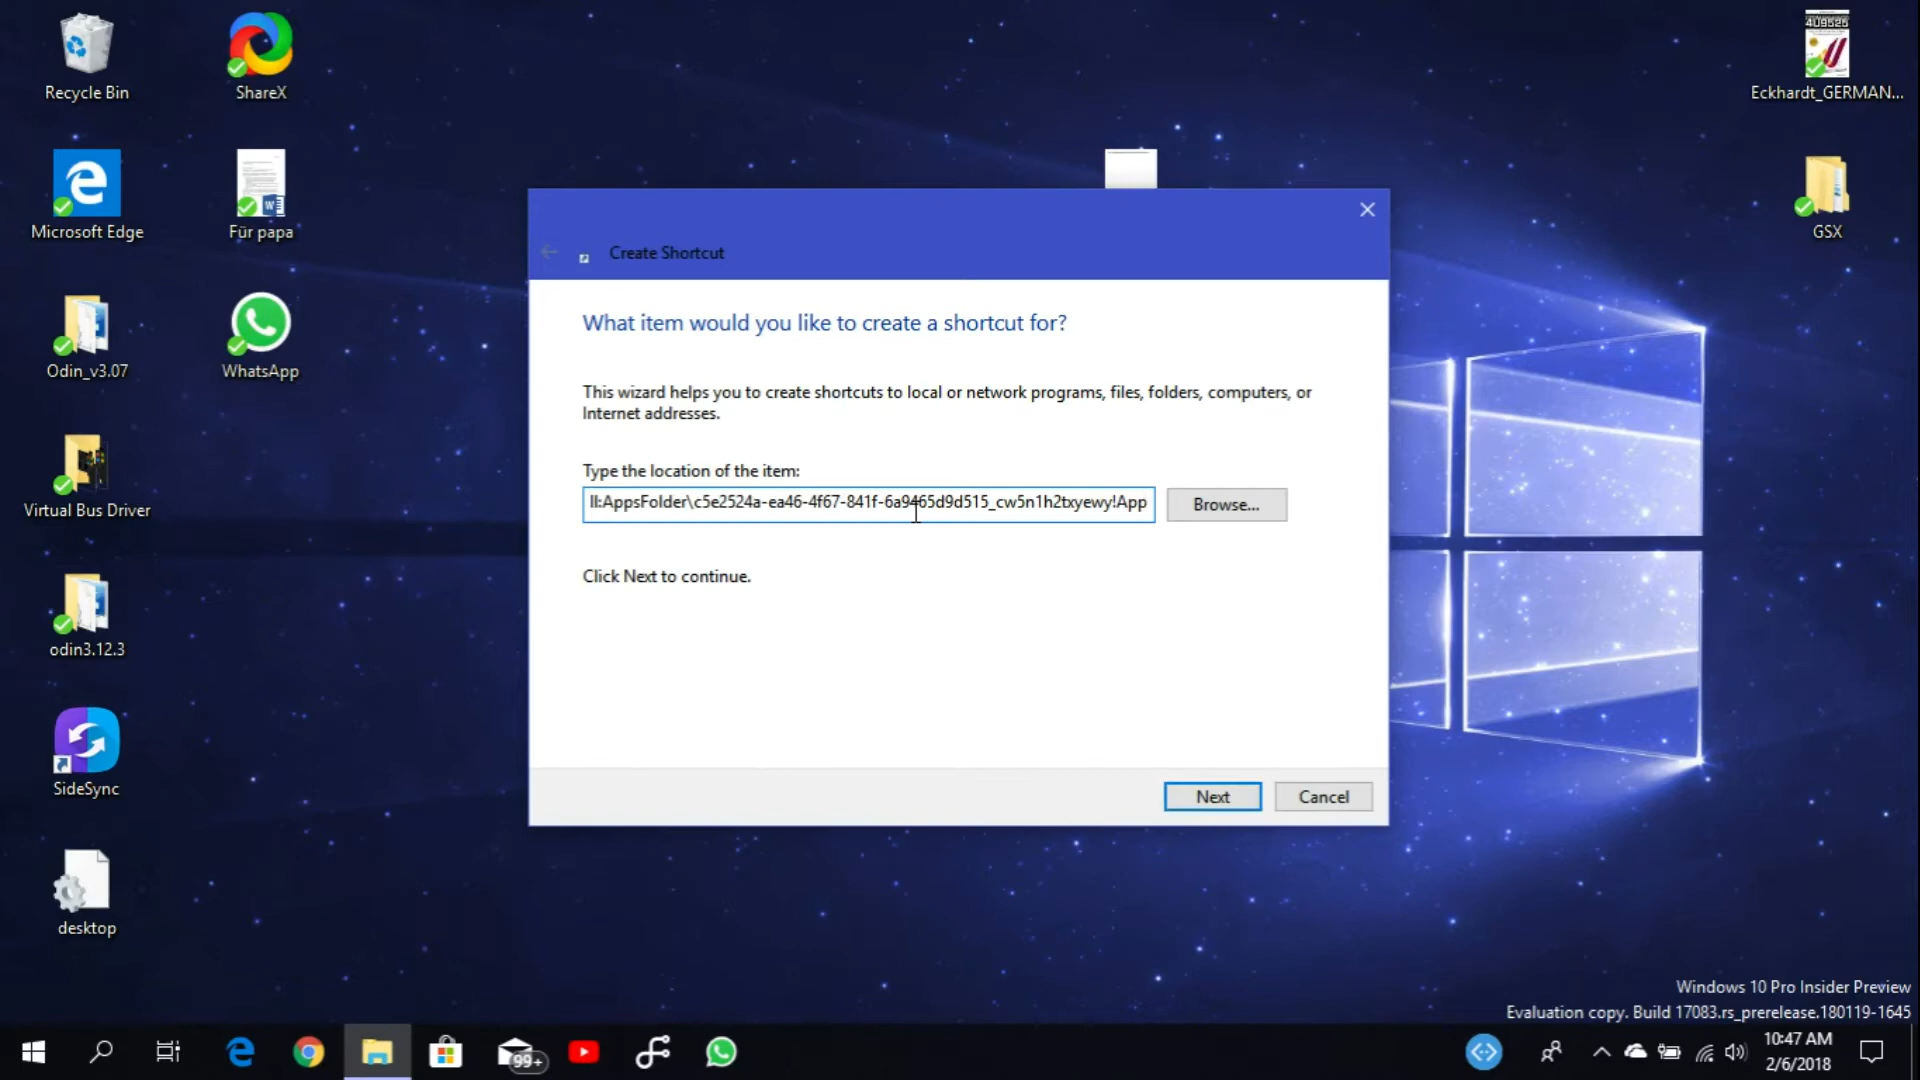 Recycle Bin
ShareX
Microsoft Edge
Für papa
Odin_v3.07
WhatsApp
Virtual Bus Driver
odin3.12.3
SideSync
desktop
4U9525
Eckhardt_GERMAN...
GSX
Create Shortcut
What item would you like to create a shortcut for?
This wizard helps you to create shortcuts to local or network programs, files, folders, computers, or
Internet addresses.
Type the location of the item:
ll:AppsFolder\c5e2524a-ea46-4f67-841f-6a9465d9d515_cw5n1h2txyewy!App
Browse...
Click Next to continue.
Next
Cancel
Windows 10 Pro Insider Preview
Evaluation copy. Build 17083.rs_prerelease.180119-1645
99+
10:47 AM
2/6/2018